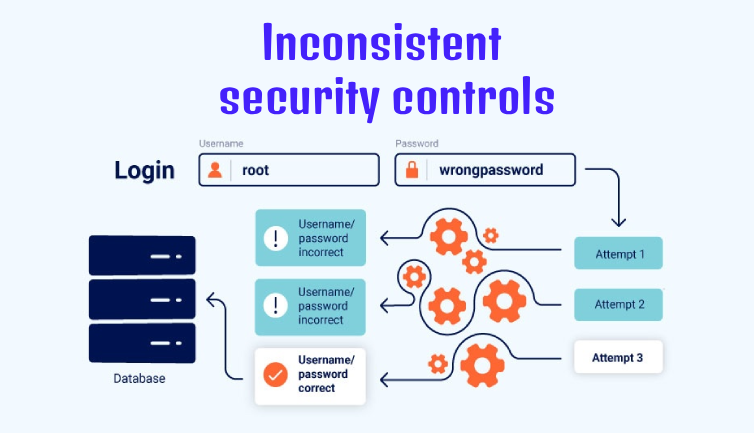 Inconsistent
security controls
Username
Password
Login
root
wrongpassword
Username/
password
incorrect
Attempt 1
Username/
password
incorrect
Attempt 2
Username/
password
correct
Attempt 3
Database